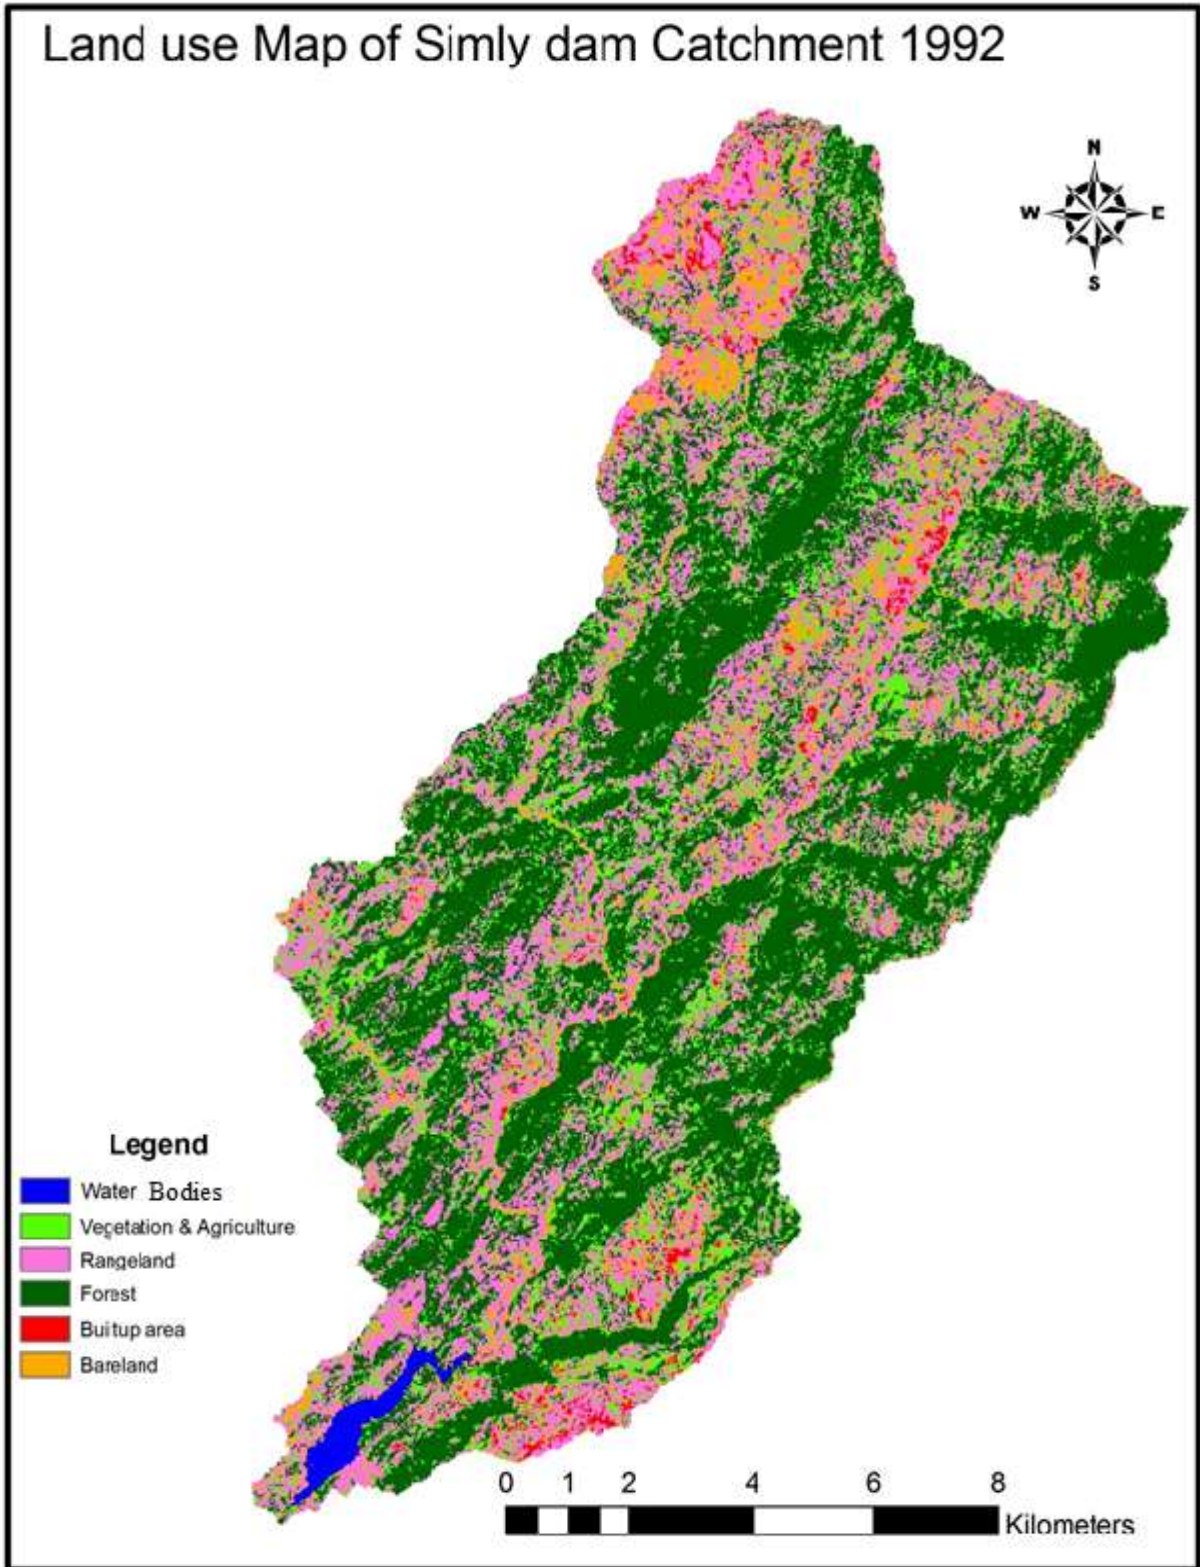 Land use Map of Simly dam Catchment 1992
N
W E
S
Legend
Water Bodies
Vegetation & Agriculture
Rangeland
Forest
Buitup area
Bareland
0 1 2 4 6 8
Kilometers